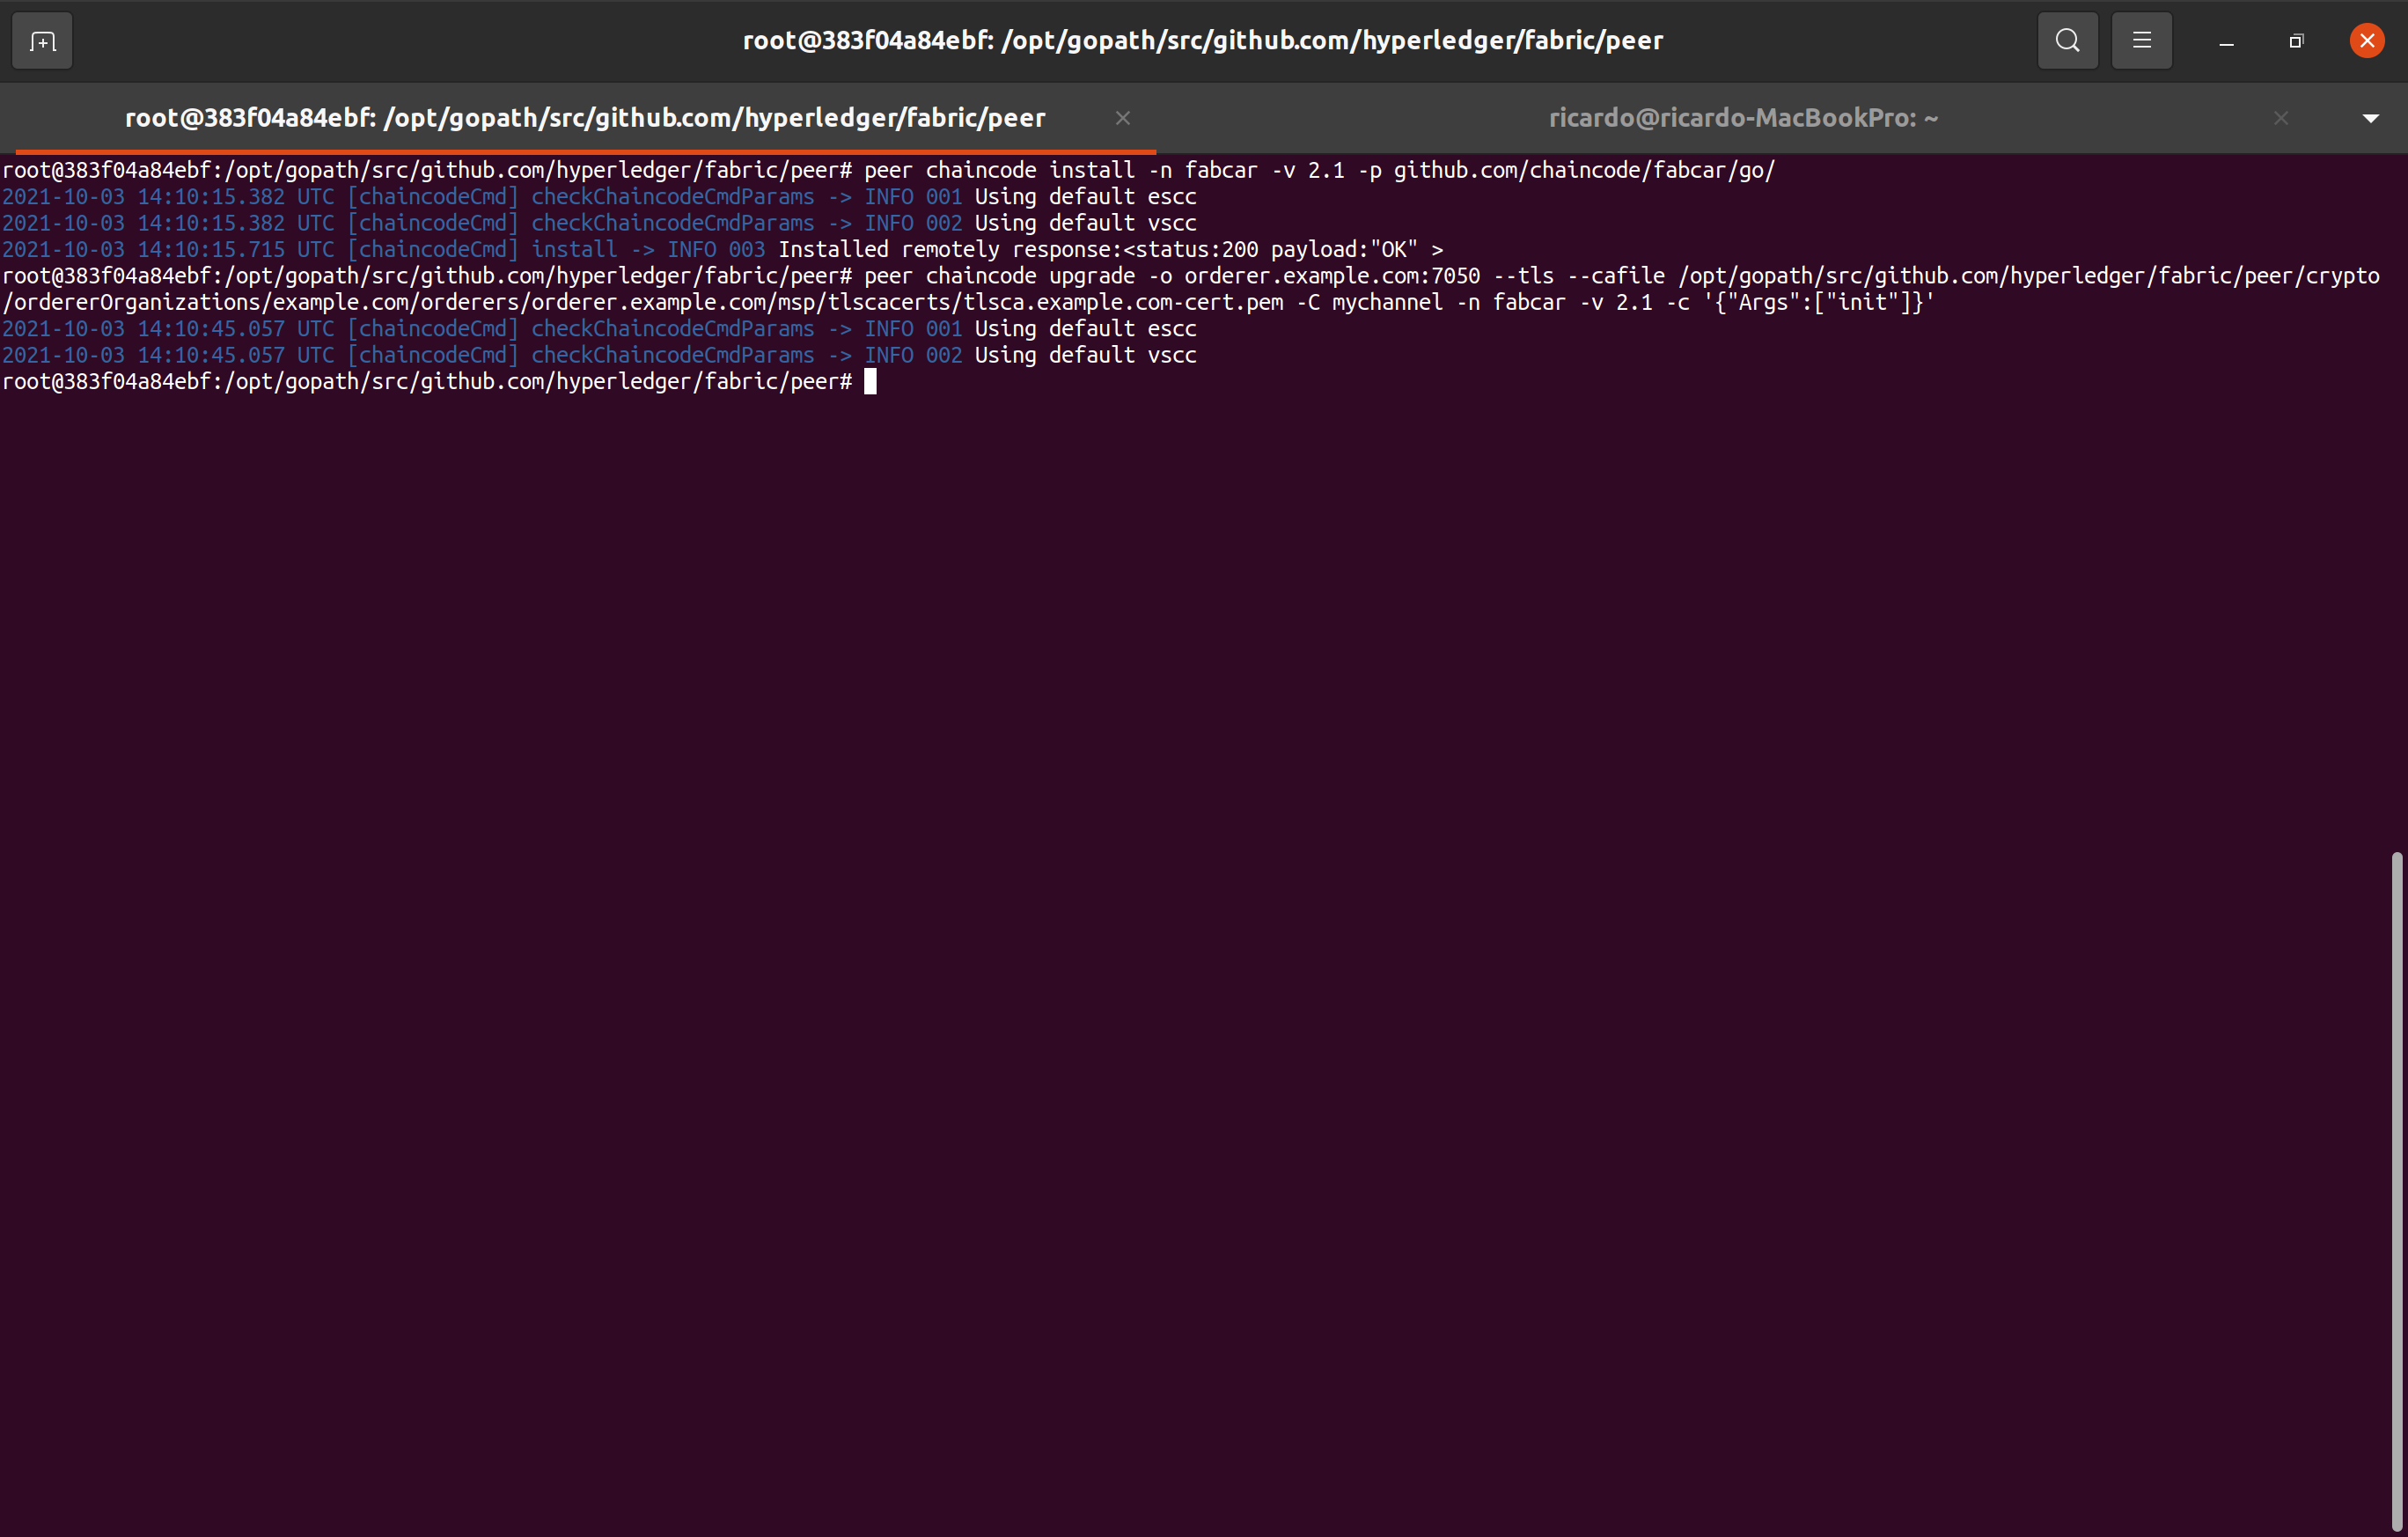 root@383f04a84ebf: /opt/gopath/src/github.com/hyperledger/fabric/peer
root@383f04a84ebf: /opt/gopath/src/github.com/hyperledger/fabric/peer
ricardo@ricardo-MacBookPro: ~
root@383f04a84ebf:/opt/gopath/src/github.com/hyperledger/fabric/peer# peer chaincode install -n fabcar -v 2.1 -p github.com/chaincode/fabcar/go/
2021-10-03 14:10:15.382 UTC [chaincodeCmd] checkChaincodeCmdParams -> INFO 001 Using default escc
2021-10-03 14:10:15.382 UTC [chaincodeCmd] checkChaincodeCmdParams -> INFO 002 Using default vscc
2021-10-03 14:10:15.715 UTC [chaincodeCmd] install -> INFO 003 Installed remotely response:<status:200 payload:"OK" >
root@383f04a84ebf:/opt/gopath/src/github.com/hyperledger/fabric/peer# peer chaincode upgrade -o orderer.example.com:7050 --tls --cafile /opt/gopath/src/github.com/hyperledger/fabric/peer/crypto
/ordererOrganizations/example.com/orderers/orderer.example.com/msp/tlscacerts/tlsca.example.com-cert.pem -C mychannel -n fabcar -v 2.1 -c '{"Args":["init"]}'
2021-10-03 14:10:45.057 UTC [chaincodeCmd] checkChaincodeCmdParams -> INFO 001 Using default escc
2021-10-03 14:10:45.057 UTC [chaincodeCmd] checkChaincodeCmdParams -> INFO 002 Using default vscc
root@383f04a84ebf:/opt/gopath/src/github.com/hyperledger/fabric/peer#